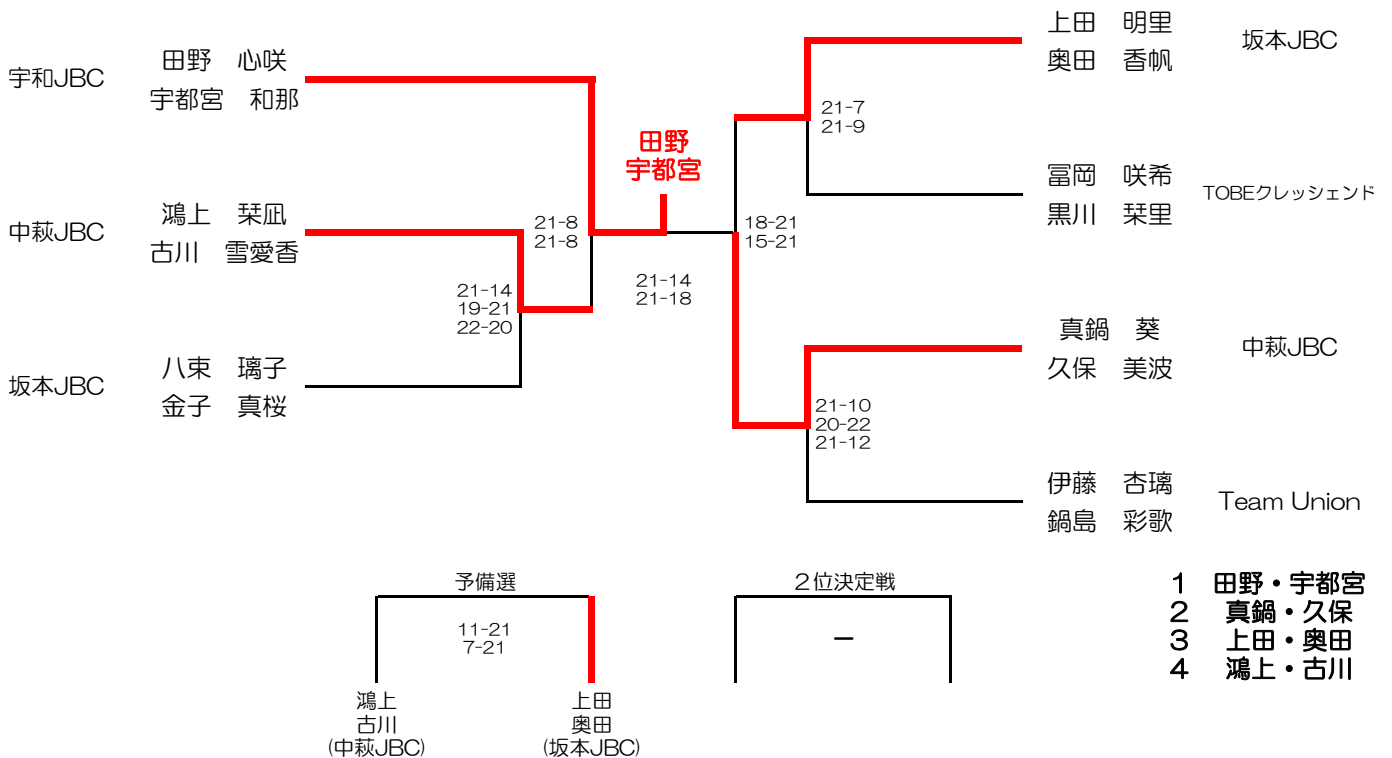 宇和JBC
田野　心咲
宇都宮　和那
中萩JBC
鴻上　栞凪
古川　雪愛香
坂本JBC
八束　璃子
金子　真桜
21-14
19-21
22-20
21-8
21-8
田野
宇都宮
21-14
21-18
18-21
15-21
21-7
21-9
21-10
20-22
21-12
上田　明里
奥田　香帆
坂本JBC
冨岡　咲希
黒川　栞里
TOBEクレッシェンド
真鍋　葵
久保　美波
中萩JBC
伊藤　杏璃
鍋島　彩歌
Team Union
予備選
11-21
7-21
鴻上
古川
(中萩JBC)
上田
奥田
(坂本JBC)
２位決定戦
－
1　田野・宇都宮
2　真鍋・久保
3　上田・奥田
4　鴻上・古川